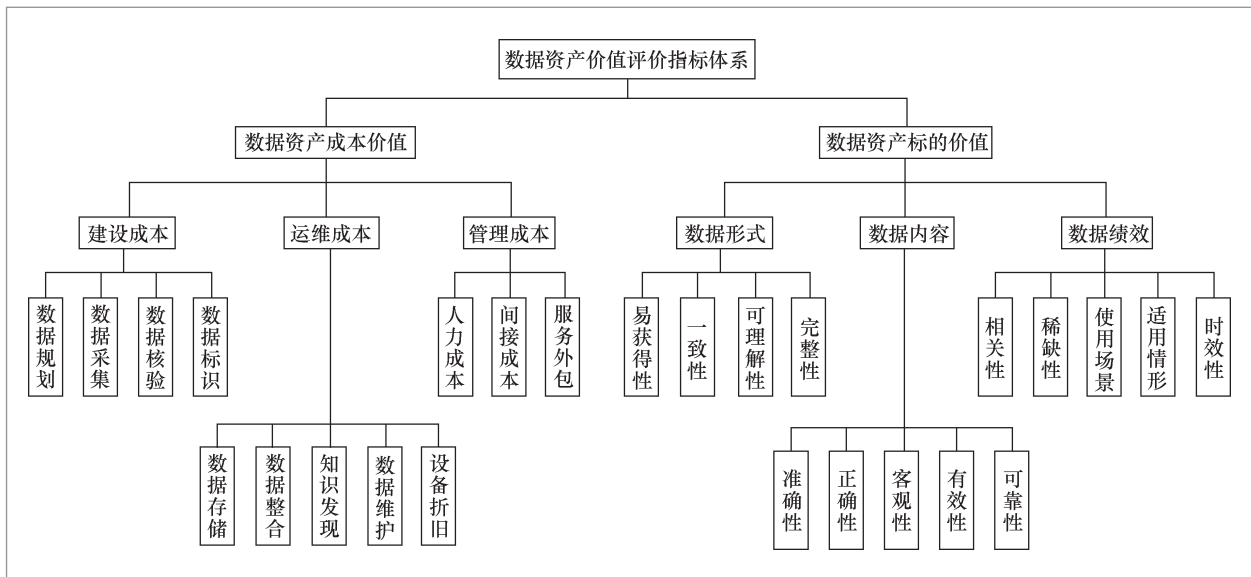 数据资产价值评价指标体系
数据资产成本价值
数据资产标的价值
建设成本
运维成本
管理成本
数据形式
数据内容
数据绩效
数据规划
数据采集
数据核验
数据标识
人力成本
间接成本
服务外包
易获得性
一致性
可理解性
完整性
相关性
稀缺性
使用场景
适用情形
时效性
数据存储
数据整合
知识发现
数据维护
设备折旧
准确性
正确性
客观性
有效性
可靠性